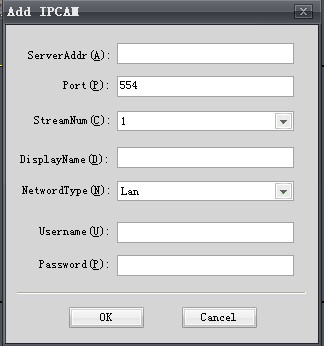 Add IPCAM
ServerAddr(A):
Port(P): 554
StreamNum(C): 1
DisplayName(D):
NetwordType(N): Lan
Username(U):
Password(P):
OK Cancel